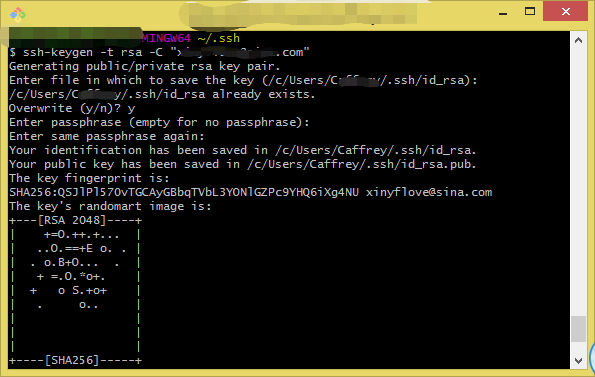 MINGW64 ~/.ssh
$ ssh-keygen -t rsa -C ".com"
Generating public/private rsa key pair.
Enter file in which to save the key (/c/Users/C/.ssh/id_rsa):
/c/Users/C/.ssh/id_rsa already exists.
Overwrite (y/n)? y
Enter passphrase (empty for no passphrase):
Enter same passphrase again:
Your identification has been saved in /c/Users/Caffrey/.ssh/id_rsa.
Your public key has been saved in /c/Users/Caffrey/.ssh/id_rsa.pub.
The key fingerprint is:
SHA256:QSJlPl57OvTGCAyGBbqTVbL3YONlGZPc9YHQ6iXg4NU xinyflove@sina.com
The key's randomart image is:
+---[RSA 2048]----+
|    +=O.++.+...  |
|   ..O.==+E o. . |
|  . o.B+O...  .  |
|   + =.O.*o+.    |
|  +   o S.+o+    |
|   .     o..     |
|                 |
|                 |
|                 |
+----[SHA256]-----+